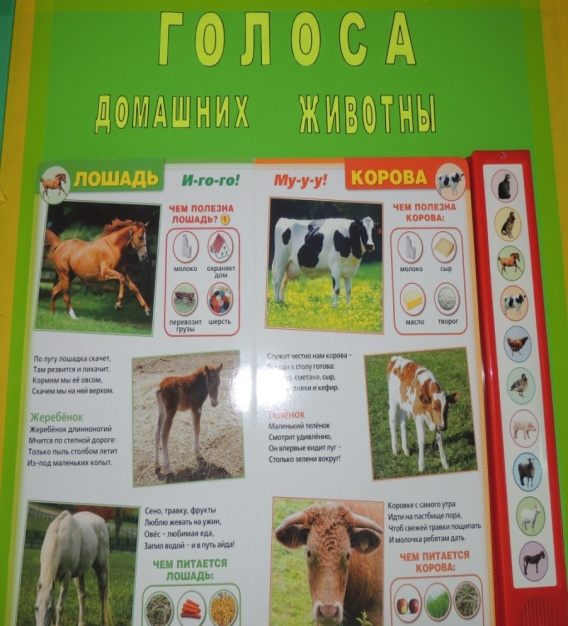 ГОЛОСА
ДОМАШНИХ ЖИВОТНЫ
ЛОШАДЬ И-го-го!
ЧЕМ ПОЛЕЗНА
ЛОШАДЬ?
молоко охраняет
дом
перевозит шерсть
грузы
По лугу лошадка скачет,
Там резвится и
Кормим мы её овсом,
Скачем мы на ней верхом.
Жеребёнок
Жеребёнок длинноногий
Мчится по степной дороге:
Только пыль столбом летит
Из-под маленьких копыт.
Сено, травку, фрукты
Люблю жевать на ужин,
Овёс – любимая еда,
Запил водой – и в путь айда!
ЧЕМ ПИТАЕТСЯ
ЛОШАДЬ:
Му-у-у! КОРОВА
ЧЕМ ПОЛЕЗНА
КОРОВА:
молоко сыр
масло творог
Служит честно нам корова –
к столу готова:
сметана, сыр,
и кефир.
Телёнок
Маленький телёнок
Смотрит удивлённо,
Он впервые видит луг –
Столько зелени вокруг!
Коровке с самого утра
Идти на пастбище пора,
Чтоб свежей травки пощипать
И молочка ребятам дать.
ЧЕМ ПИТАЕТСЯ
КОРОВА: